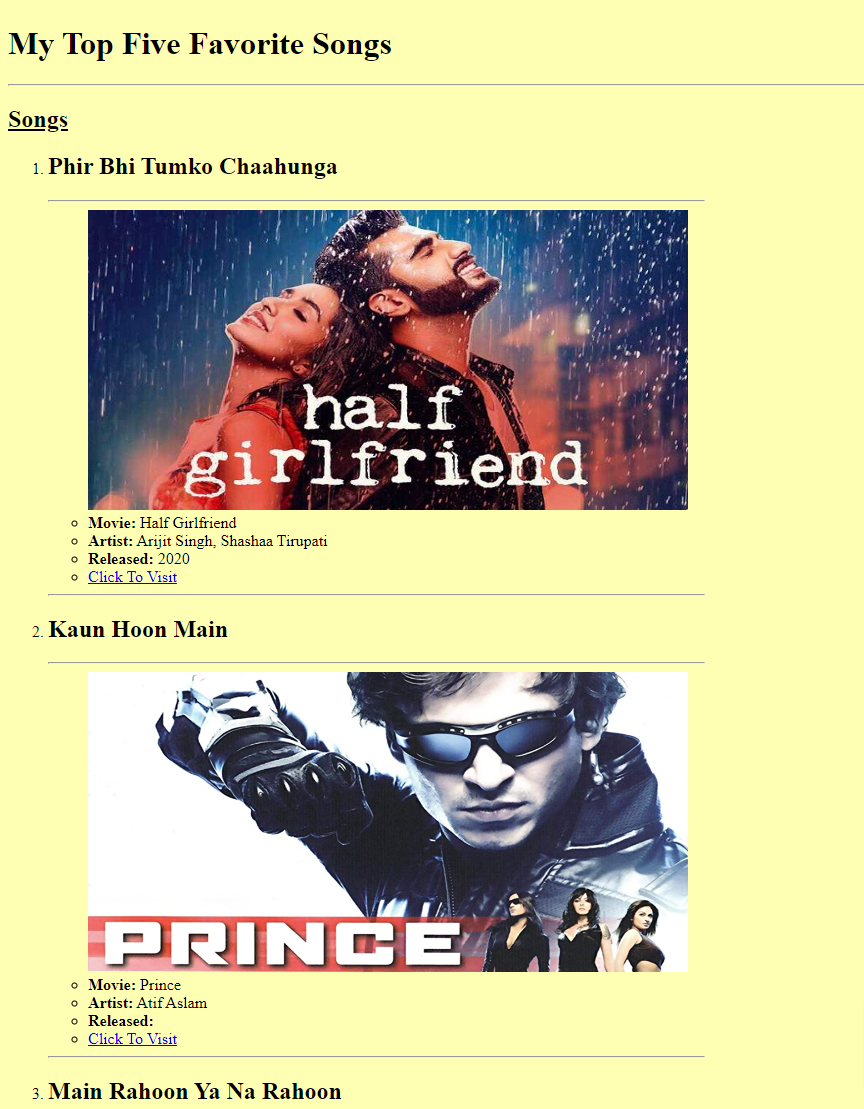 My Top Five Favorite Songs
Songs
1. Phir Bhi Tumko Chaahunga
half
girlfriend
Movie: Half Girlfriend
Artist: Arijit Singh, Shashaa Tirupati
Released: 2020
Click To Visit
2. Kaun Hoon Main
PRINCE
Movie: Prince
Artist: Atif Aslam
Released:
Click To Visit
3. Main Rahoon Ya Na Rahoon